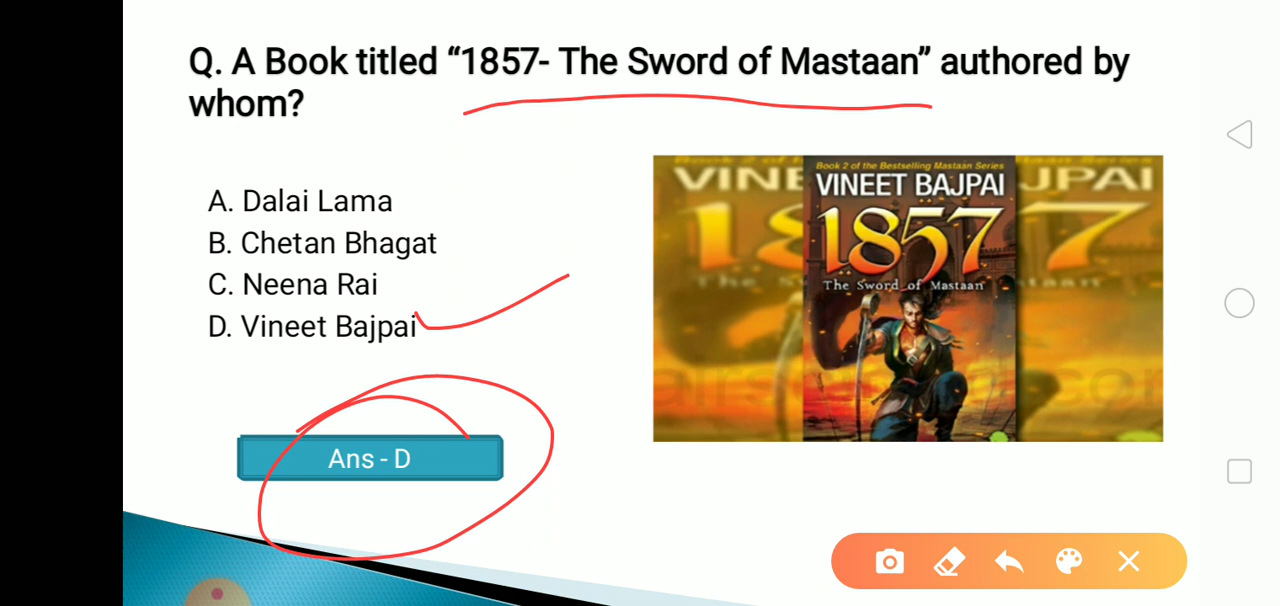 Q. A Book titled “1857- The Sword of Mastaan” authored by
whom?
A. Dalai Lama
B. Chetan Bhagat
C. Neena Rai
D. Vineet Bajpai
Ans - D
Book 2 of the Bestselling Mastaan Series
VINEET BAJPAI
1857
The Sword of Mastaan